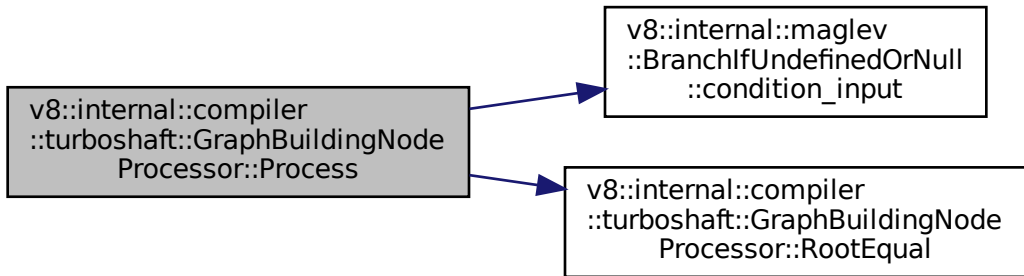 v8::internal::compiler
::turboshaft::GraphBuildingNode
Processor::Process
v8::internal::maglev
::BranchIfUndefinedOrNull
::condition_input
v8::internal::compiler
::turboshaft::GraphBuildingNode
Processor::RootEqual